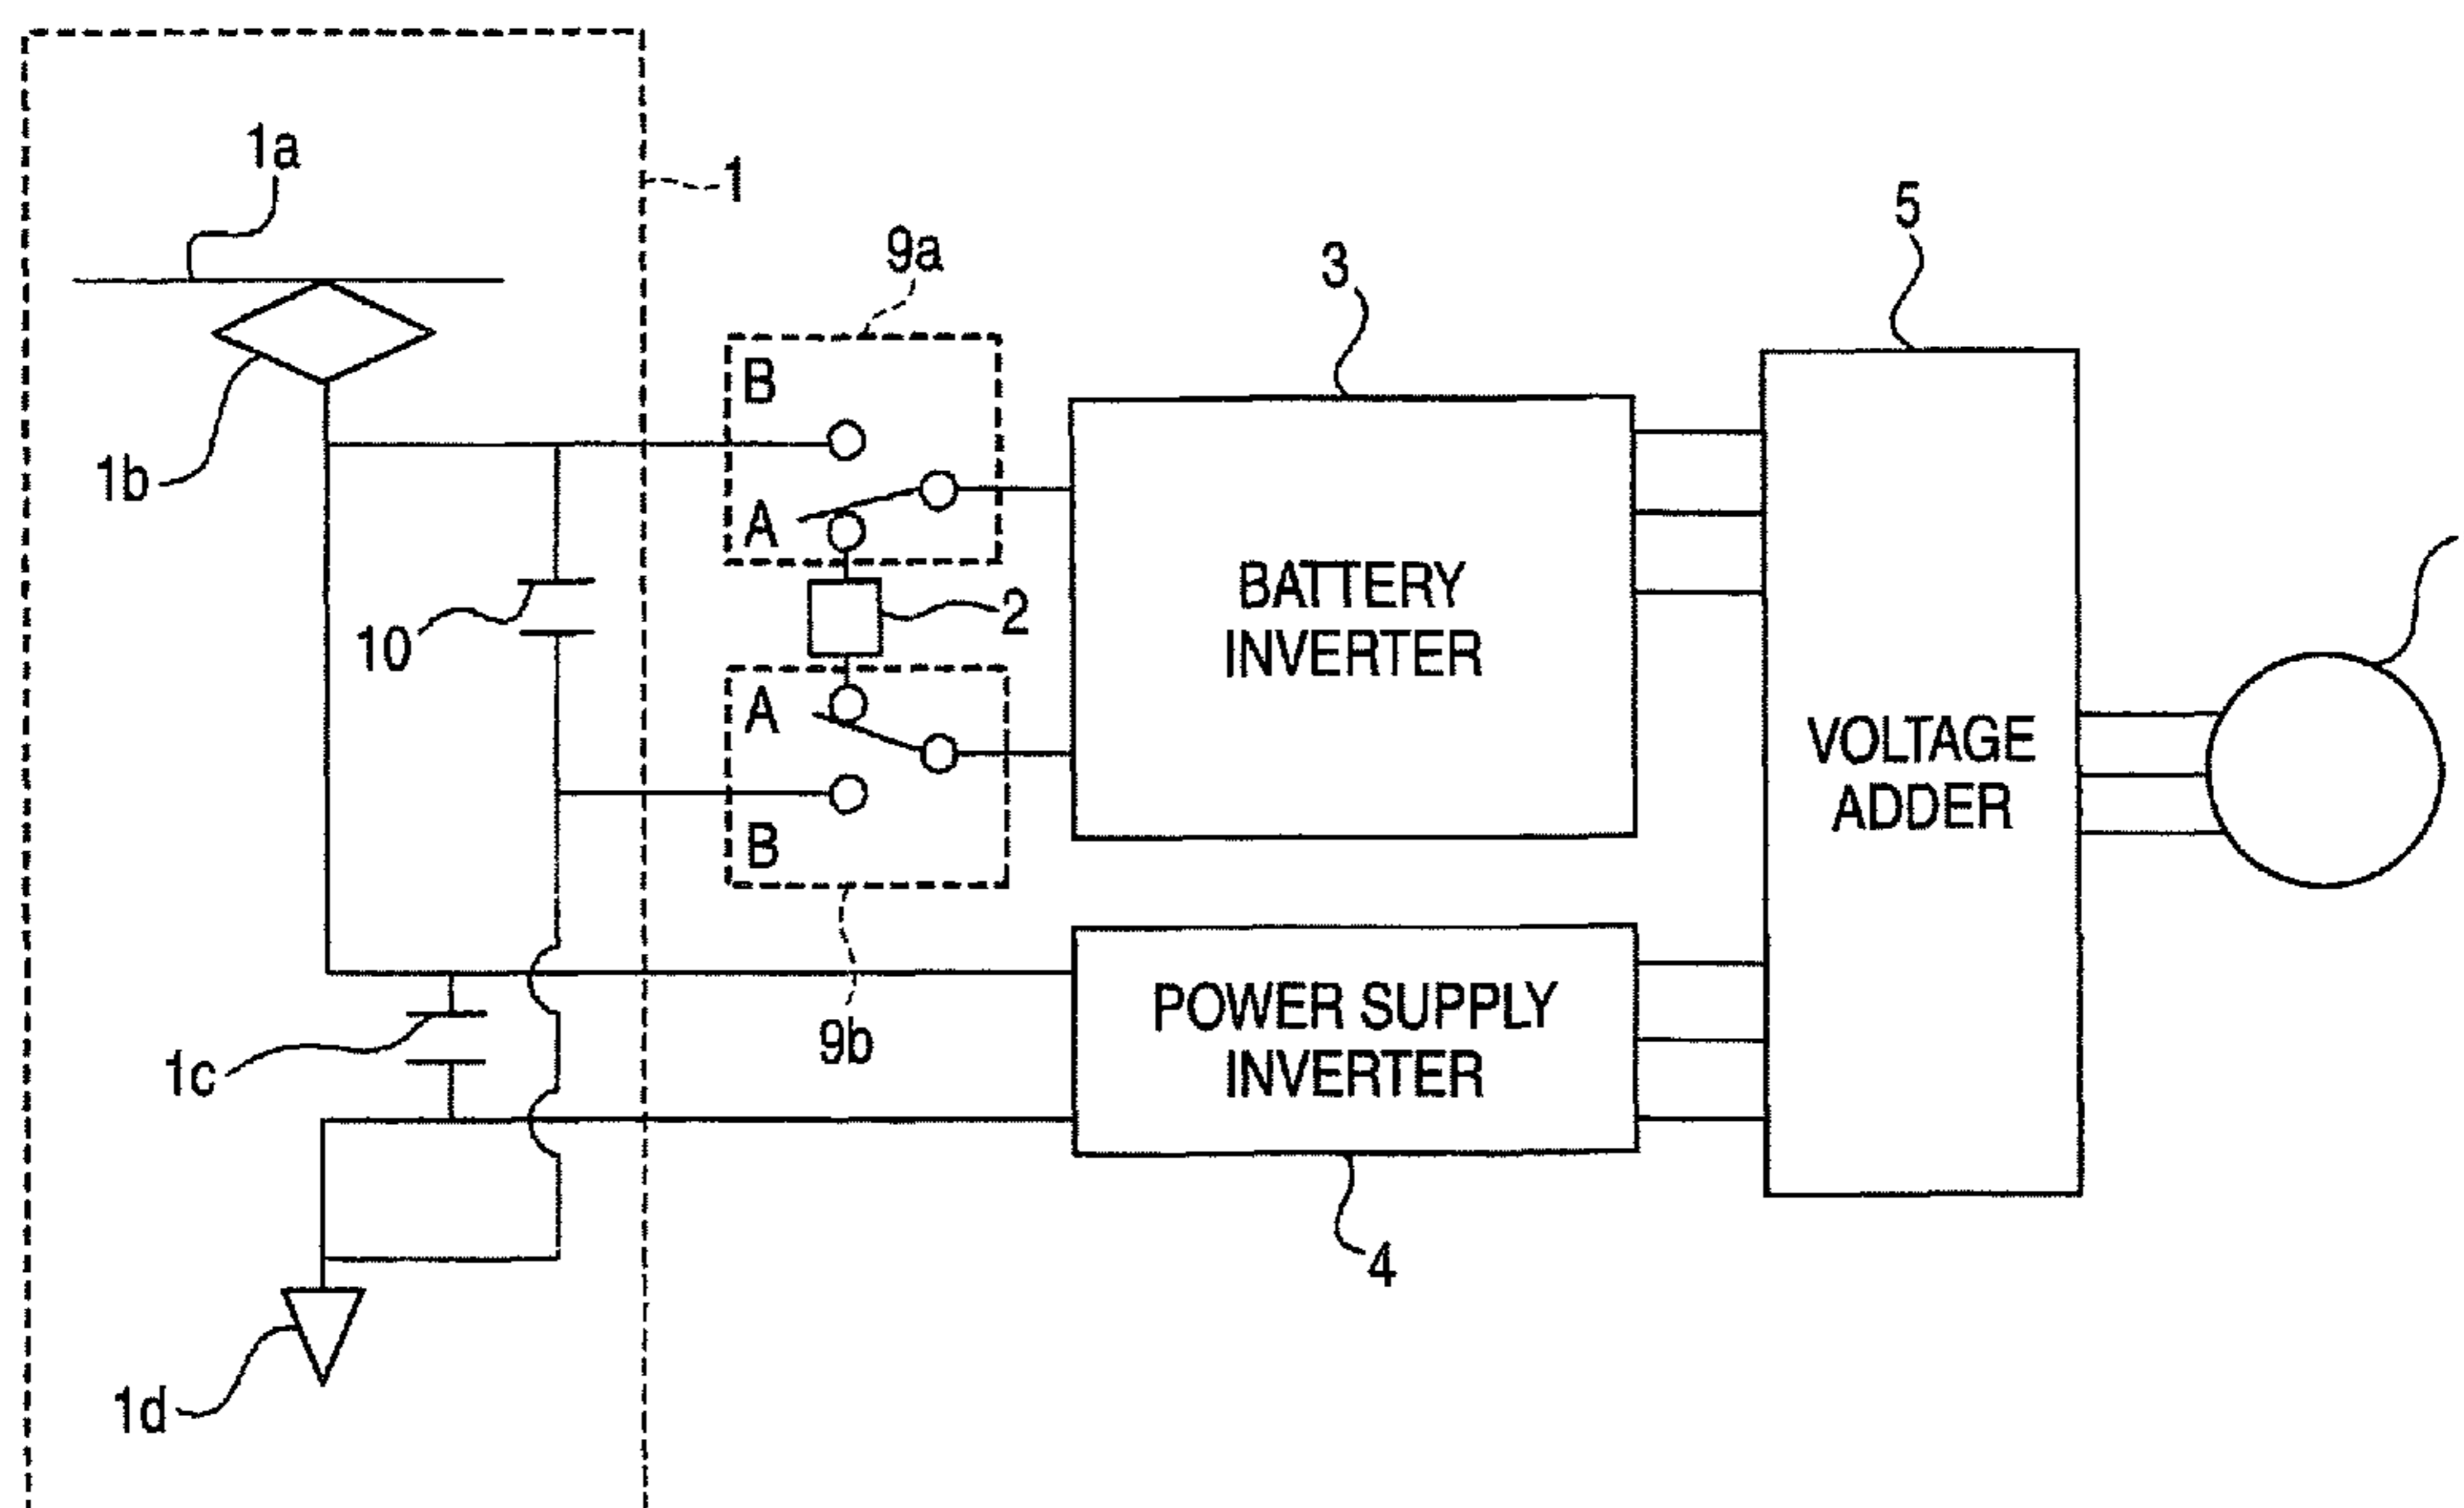 1a
1
5
9a
3
B
1b
A
BATTERY
INVERTER
2
10
A
VOLTAGE
ADDER
B
POWER SUPPLY
INVERTER
9b
1c
4
1d